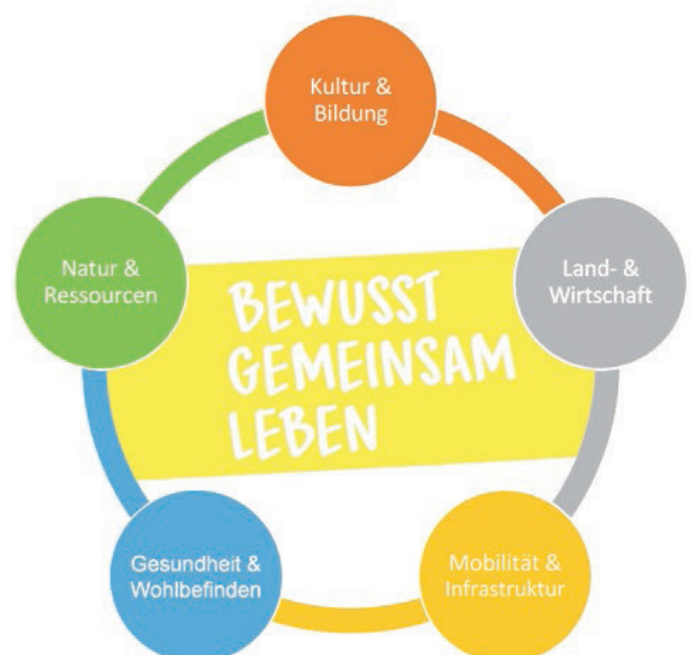 Kultur &
Bildung
Natur &
Ressourcen
Land- &
Wirtschaft
BEWUSST
GEMEINSAM
LEBEN
Gesundheit &
Wohlbefinden
Mobilität &
Infrastruktur